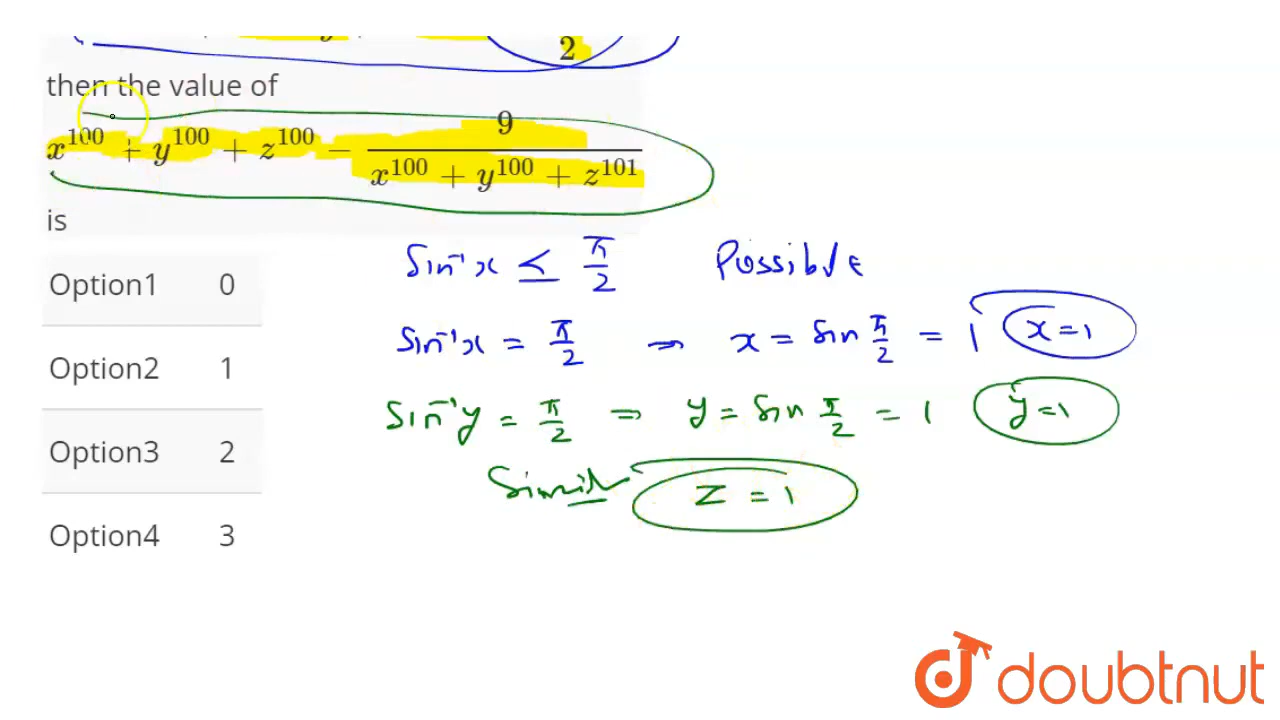 2
then the value of
x^100 + y^100 + z^100 − 9/(x^100 + y^100 + z^101)
is
Option1 0
Option2 1
Option3 2
Option4 3
Sin⁻¹x ≤ π/2 Possible
Sin⁻¹x = π/2 ⇒ x = Sin π/2 = 1 x=1
Sin⁻¹y = π/2 ⇒ y = Sin π/2 = 1 y=1
z = 1
doubtnut